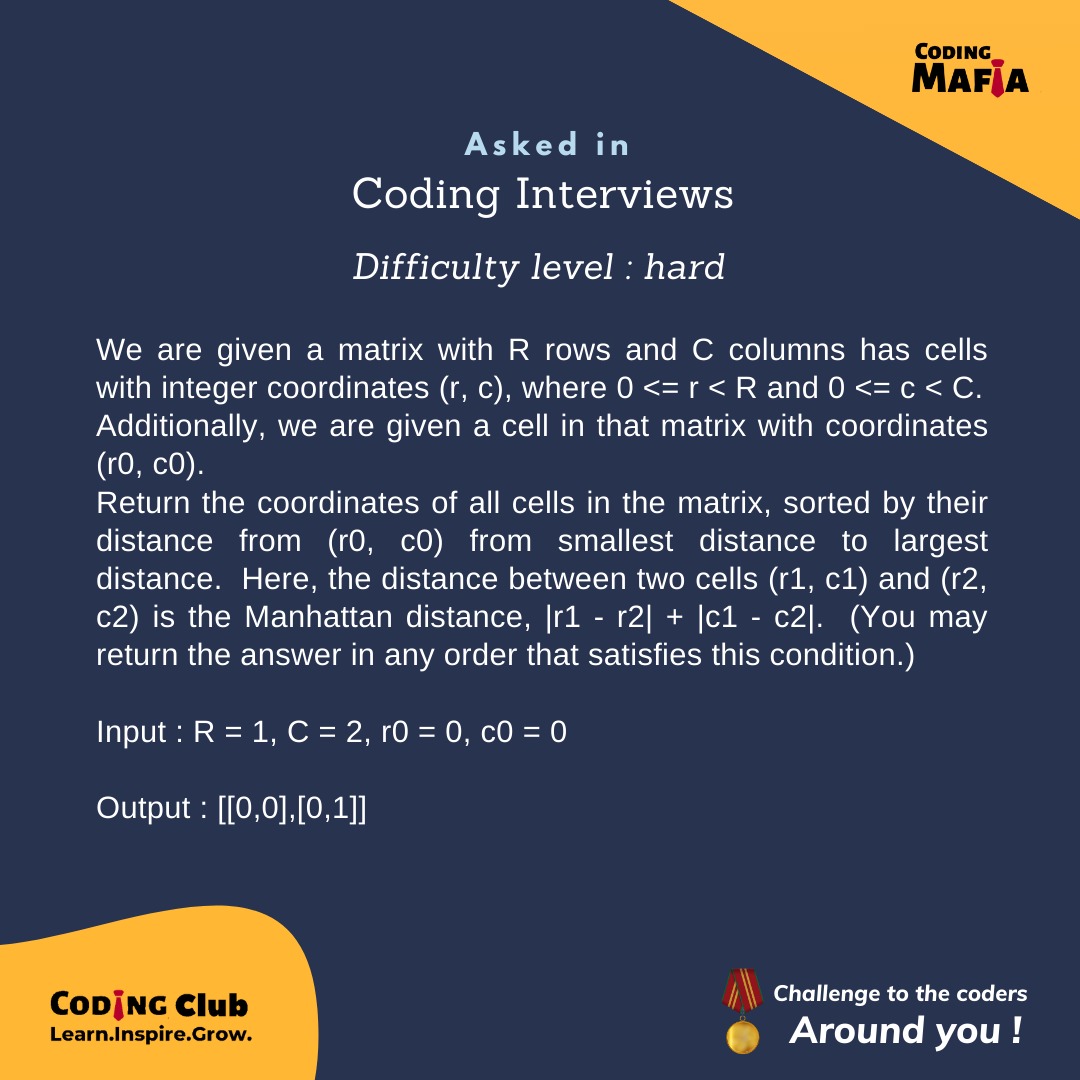 CODING
MAFIA
Asked in
Coding Interviews
Difficulty level : hard
We are given a matrix with R rows and C columns has cells
with integer coordinates (r, c), where 0 <= r < R and 0 <= c < C.
Additionally, we are given a cell in that matrix with coordinates
(r0, c0).
Return the coordinates of all cells in the matrix, sorted by their
distance from (r0, c0) from smallest distance to largest
distance.  Here, the distance between two cells (r1, c1) and (r2,
c2) is the Manhattan distance, |r1 - r2| + |c1 - c2|.  (You may
return the answer in any order that satisfies this condition.)
Input : R = 1, C = 2, r0 = 0, c0 = 0
Output : [[0,0],[0,1]]
CODING Club
Learn.Inspire.Grow.
Challenge to the coders
Around you !